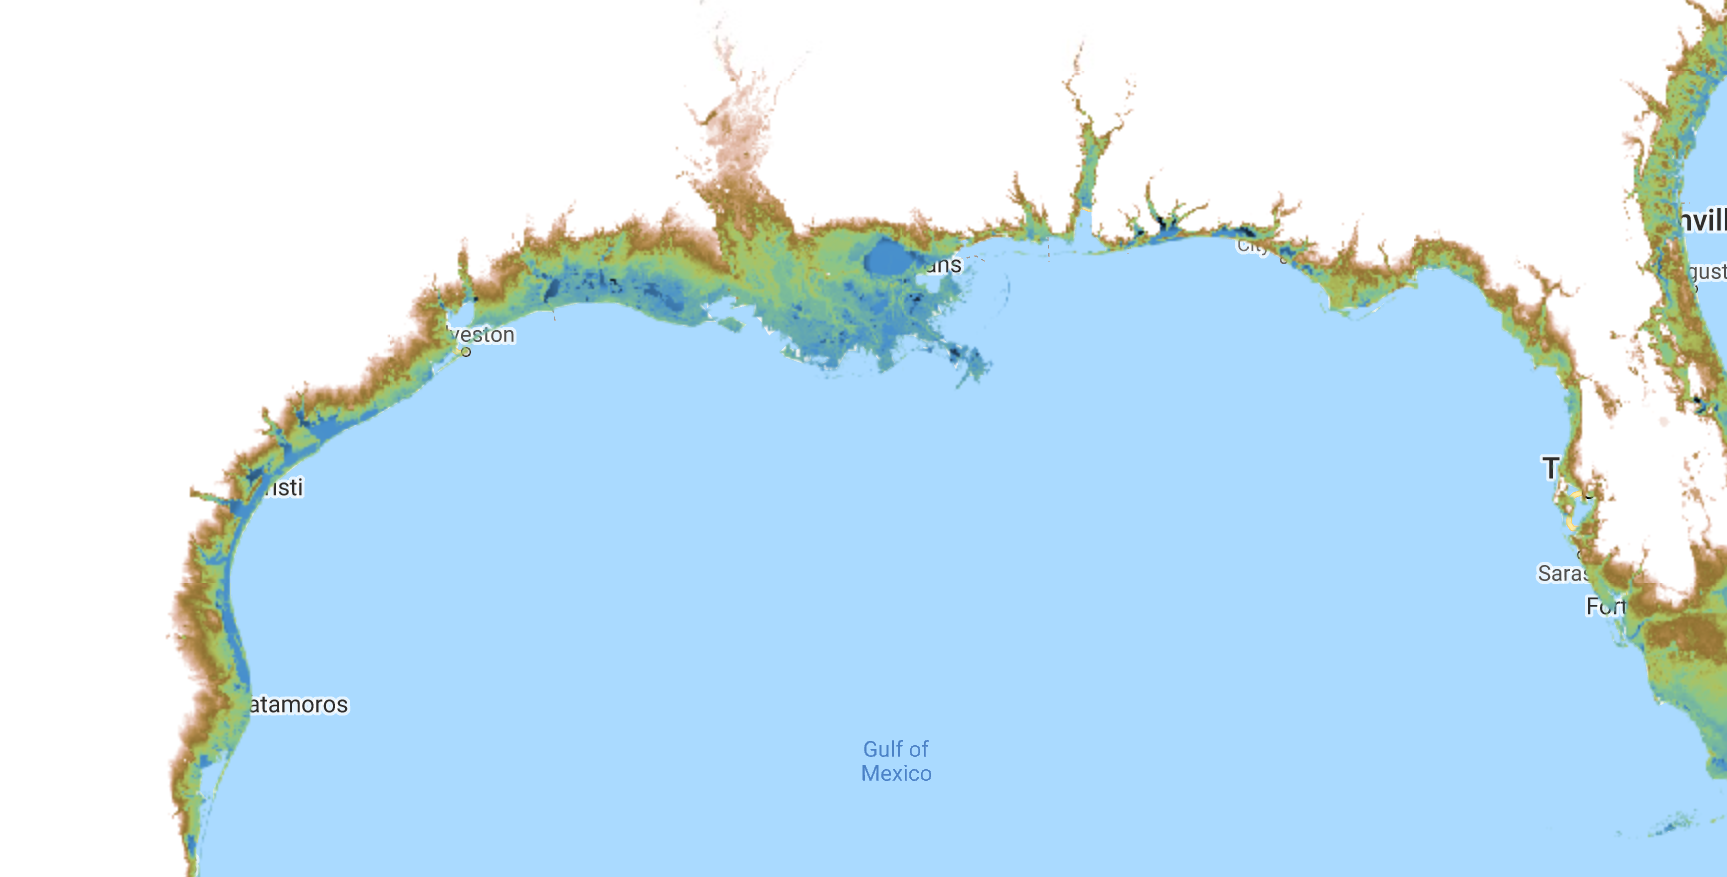 nvill
City
ans
gust
veston
T
isti
Saras
Fort
atamoros
Gulf of
Mexico